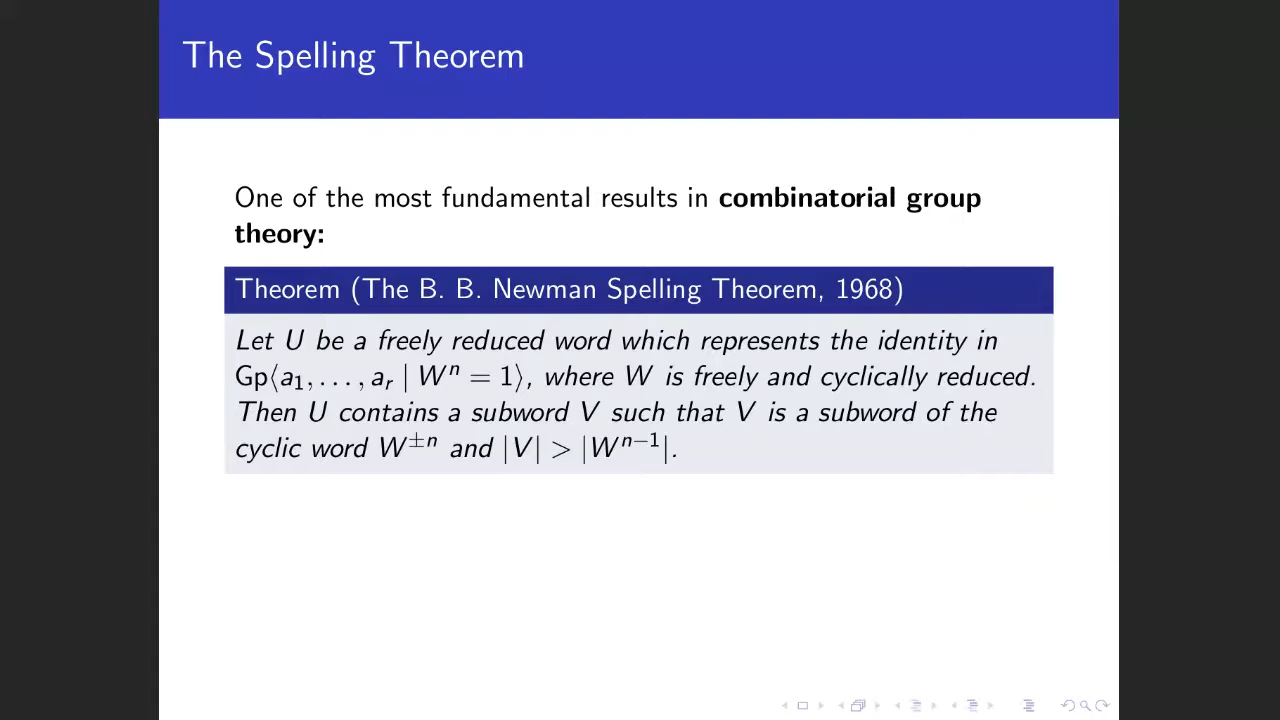 The Spelling Theorem
One of the most fundamental results in combinatorial group
theory:
Theorem (The B. B. Newman Spelling Theorem, 1968)
Let U be a freely reduced word which represents the identity in
Gp⟨a₁, . . . , aᵣ | Wⁿ = 1⟩, where W is freely and cyclically reduced.
Then U contains a subword V such that V is a subword of the
cyclic word W^{±n} and |V| > |Wⁿ⁻¹|.